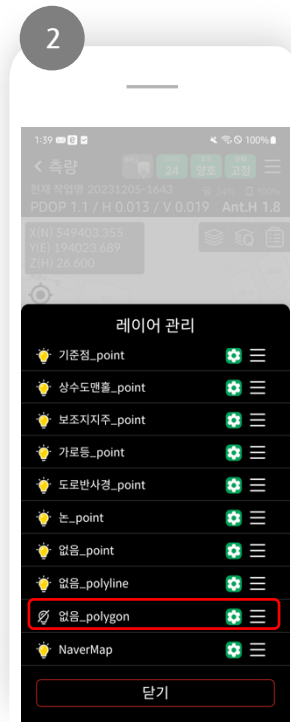 2
1:39 100%
< 측량 24 양호 고정
현재 작업명 20231205-1643 34% 100%
PDOP 1.1 / H 0.013 / V 0.019 Ant.H 1.8
X(N) 549403.355
Y(E) 194023.689
Z(H) 26.600
레이어 관리
기준점_point
상수도맨홀_point
보조지지주_point
가로등_point
도로반사경_point
논_point
없음_point
없음_polyline
없음_polygon
NaverMap
닫기